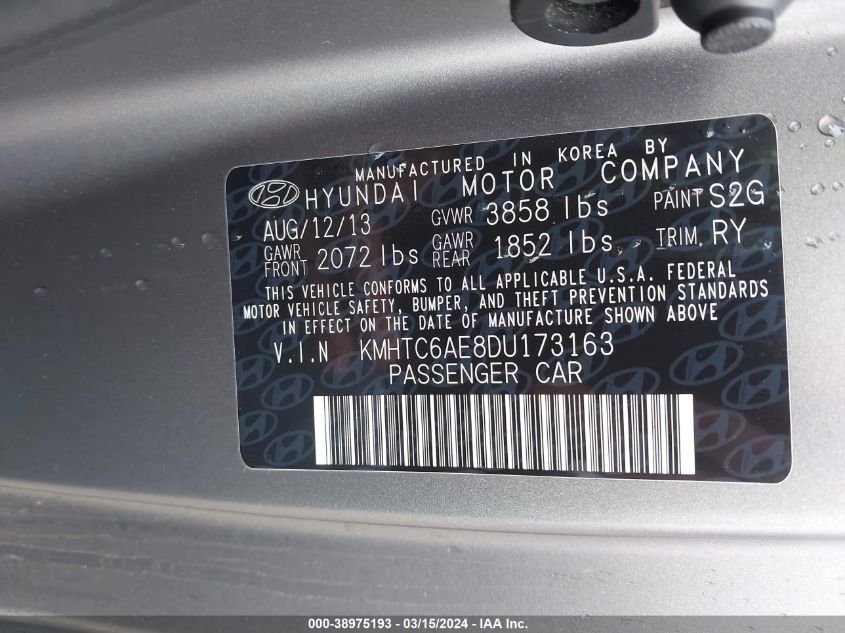 MANUFACTURED IN KOREA BY
HYUNDAI MOTOR COMPANY
AUG/12/13 GVWR 3858 lbs PAINT S2G
GAWR FRONT 2072 lbs GAWR REAR 1852 lbs TRIM RY
THIS VEHICLE CONFORMS TO ALL APPLICABLE U.S.A. FEDERAL
MOTOR VEHICLE SAFETY, BUMPER, AND THEFT PREVENTION STANDARDS
IN EFFECT ON THE DATE OF MANUFACTURE SHOWN ABOVE
V.I.N KMHTC6AE8DU173163
PASSENGER CAR
000-38975193 - 03/15/2024 - IAA Inc.